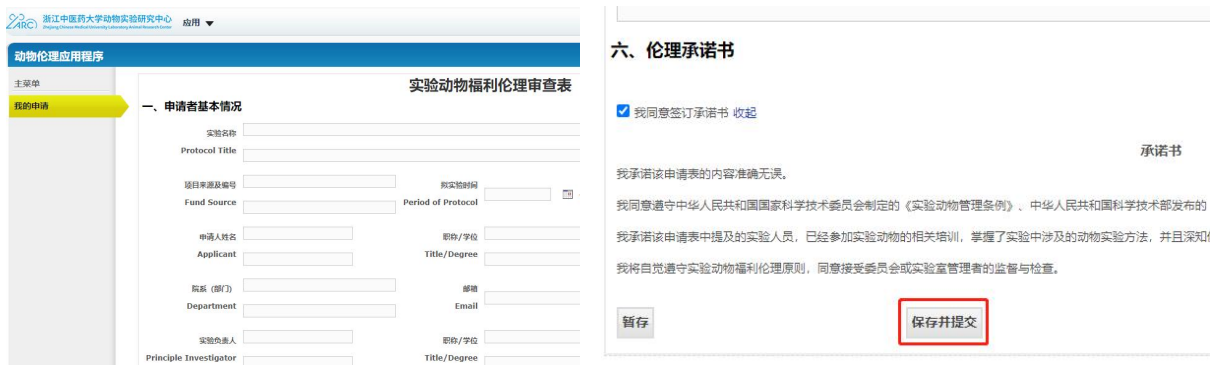 ZJARC 浙江中医药大学动物实验研究中心 应用 ▼
Zhejiang Chinese Medical University Laboratory Animal Research Center
动物伦理应用程序
主菜单
我的申请
实验动物福利伦理审查表
一、申请者基本情况
实验名称
Protocol Title
项目来源及编号 拟实验时间
Fund Source Period of Protocol
申请人姓名 职称/学位
Applicant Title/Degree
院系（部门） 邮箱
Department Email
实验负责人 职称/学位
Principle Investigator Title/Degree
六、伦理承诺书
我同意签订承诺书 收起
承诺书
我承诺该申请表的内容准确无误。
我同意遵守中华人民共和国国家科学技术委员会制定的《实验动物管理条例》、中华人民共和国科学技术部发布的
我承诺该申请表中提及的实验人员，已经参加实验动物的相关培训，掌握了实验中涉及的动物实验方法，并且深知
我将自觉遵守实验动物福利伦理原则，同意接受委员会或实验室管理者的监督与检查。
暂存 保存并提交